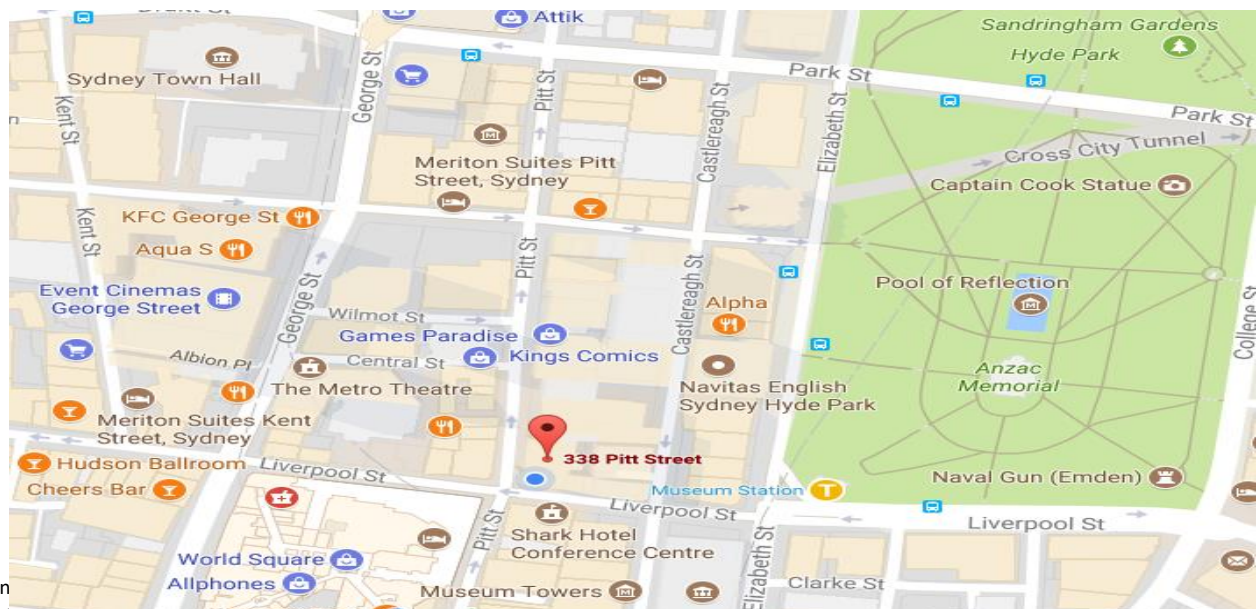 Druitt St
Attik
Sandringham Gardens
Hyde Park
Sydney Town Hall
George St
Pitt St
Park St
Park St
Kent St
Castlereagh St
Elizabeth St
Cross City Tunnel
Meriton Suites Pitt
Street, Sydney
Captain Cook Statue
KFC George St
Kent St
Aqua S
Pitt St
Castlereagh St
Event Cinemas
George Street
George St
Pool of Reflection
Alpha
Wilmot St
Games Paradise
Kings Comics
College St
Albion Pl
Central St
Anzac
Memorial
The Metro Theatre
Navitas English
Sydney Hyde Park
Meriton Suites Kent
Street, Sydney
338 Pitt Street
Hudson Ballroom
Liverpool St
Cheers Bar
Museum Station
Naval Gun (Emden)
Liverpool St
Liverpool St
Pitt St
Shark Hotel
Conference Centre
World Square
Allphones
Museum Towers
Elizabeth St
Clarke St